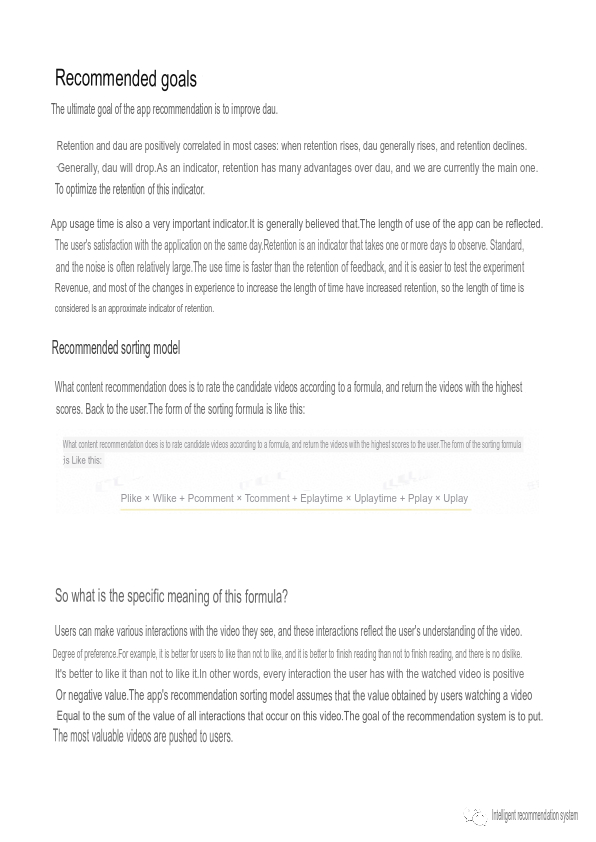 Recommended goals
The ultimate goal of the app recommendation is to improve dau.
Retention and dau are positively correlated in most cases: when retention rises, dau generally rises, and retention declines.
Generally, dau will drop.As an indicator, retention has many advantages over dau, and we are currently the main one.
To optimize the retention of this indicator.
App usage time is also a very important indicator.It is generally believed that.The length of use of the app can be reflected.
The user's satisfaction with the application on the same day.Retention is an indicator that takes one or more days to observe. Standard,
and the noise is often relatively large.The use time is faster than the retention of feedback, and it is easier to test the experiment
Revenue, and most of the changes in experience to increase the length of time have increased retention, so the length of time is
considered Is an approximate indicator of retention.
Recommended sorting model
What content recommendation does is to rate the candidate videos according to a formula, and return the videos with the highest
scores. Back to the user.The form of the sorting formula is like this:
What content recommendation does is to rate candidate videos according to a formula, and return the videos with the highest scores to the user.The form of the sorting formula
is Like this:
Plike × Wlike + Pcomment × Tcomment + Eplaytime × Uplaytime + Pplay × Uplay
So what is the specific meaning of this formula?
Users can make various interactions with the video they see, and these interactions reflect the user's understanding of the video.
Degree of preference.For example, it is better for users to like than not to like, and it is better to finish reading than not to finish reading, and there is no dislike.
It's better to like it than not to like it.In other words, every interaction the user has with the watched video is positive
Or negative value.The app's recommendation sorting model assumes that the value obtained by users watching a video
Equal to the sum of the value of all interactions that occur on this video.The goal of the recommendation system is to put.
The most valuable videos are pushed to users.
Intelligent recommendation system